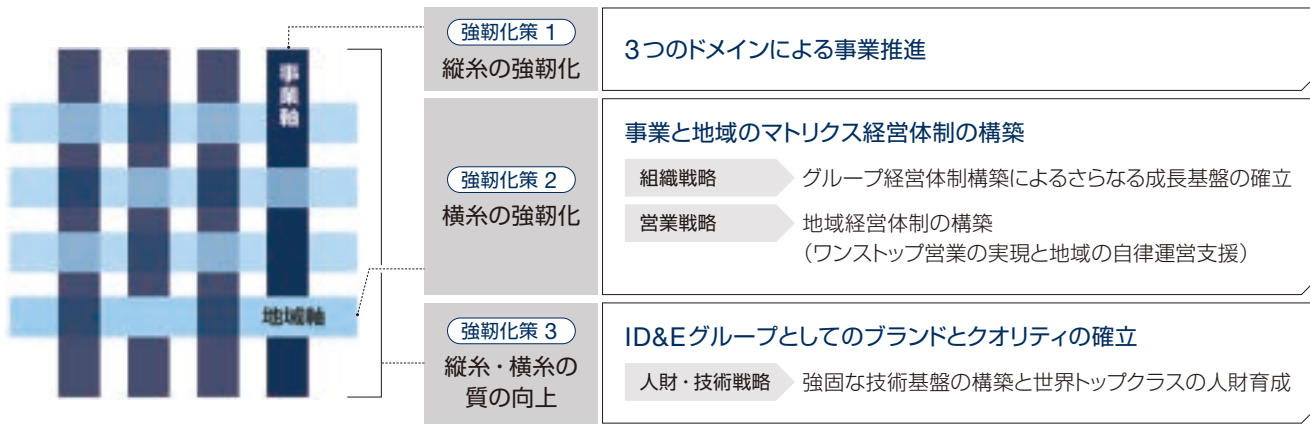 事業軸
地域軸
強靭化策 1
縦糸の強靭化
3つのドメインによる事業推進
強靭化策 2
横糸の強靭化
事業と地域のマトリクス経営体制の構築
組織戦略 グループ経営体制構築によるさらなる成長基盤の確立
営業戦略 地域経営体制の構築
（ワンストップ営業の実現と地域の自律運営支援）
強靭化策 3
縦糸・横糸の
質の向上
ID&Eグループとしてのブランドとクオリティの確立
人財・技術戦略 強固な技術基盤の構築と世界トップクラスの人財育成